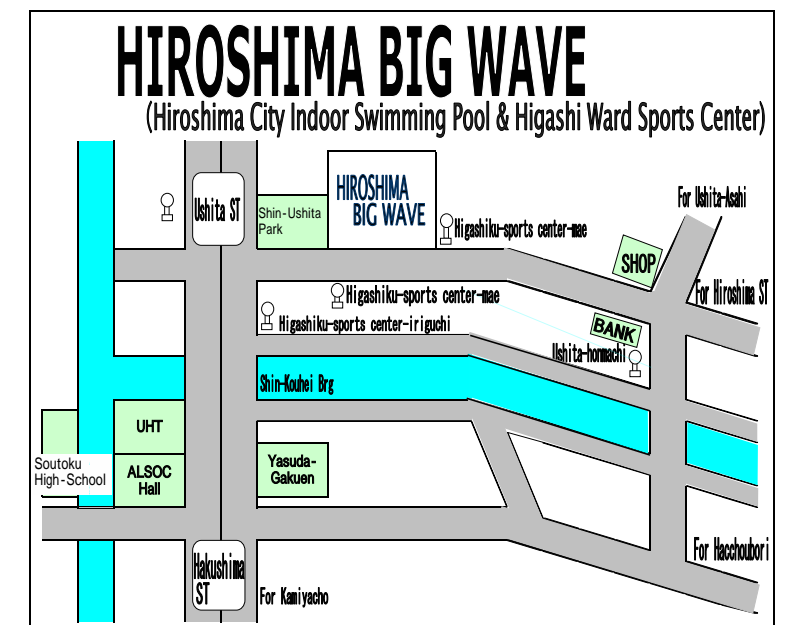 HIROSHIMA BIG WAVE
(Hiroshima City Indoor Swimming Pool & Higashi Ward Sports Center)
Ushita ST
Shin-Ushita
Park
HIROSHIMA
BIG WAVE
For Ushita-Asahi
Higashiku-sports center-mae
SHOP
For Hiroshima ST
Higashiku-sports center-mae
Higashiku-sports center-iriguchi
BANK
Ushita-honmachi
Shin-Kouhei Brg
UHT
Soutoku
High-School
ALSOC
Hall
Yasuda-
Gakuen
For Hacchoubori
Hakushima
ST
For Kamiyacho